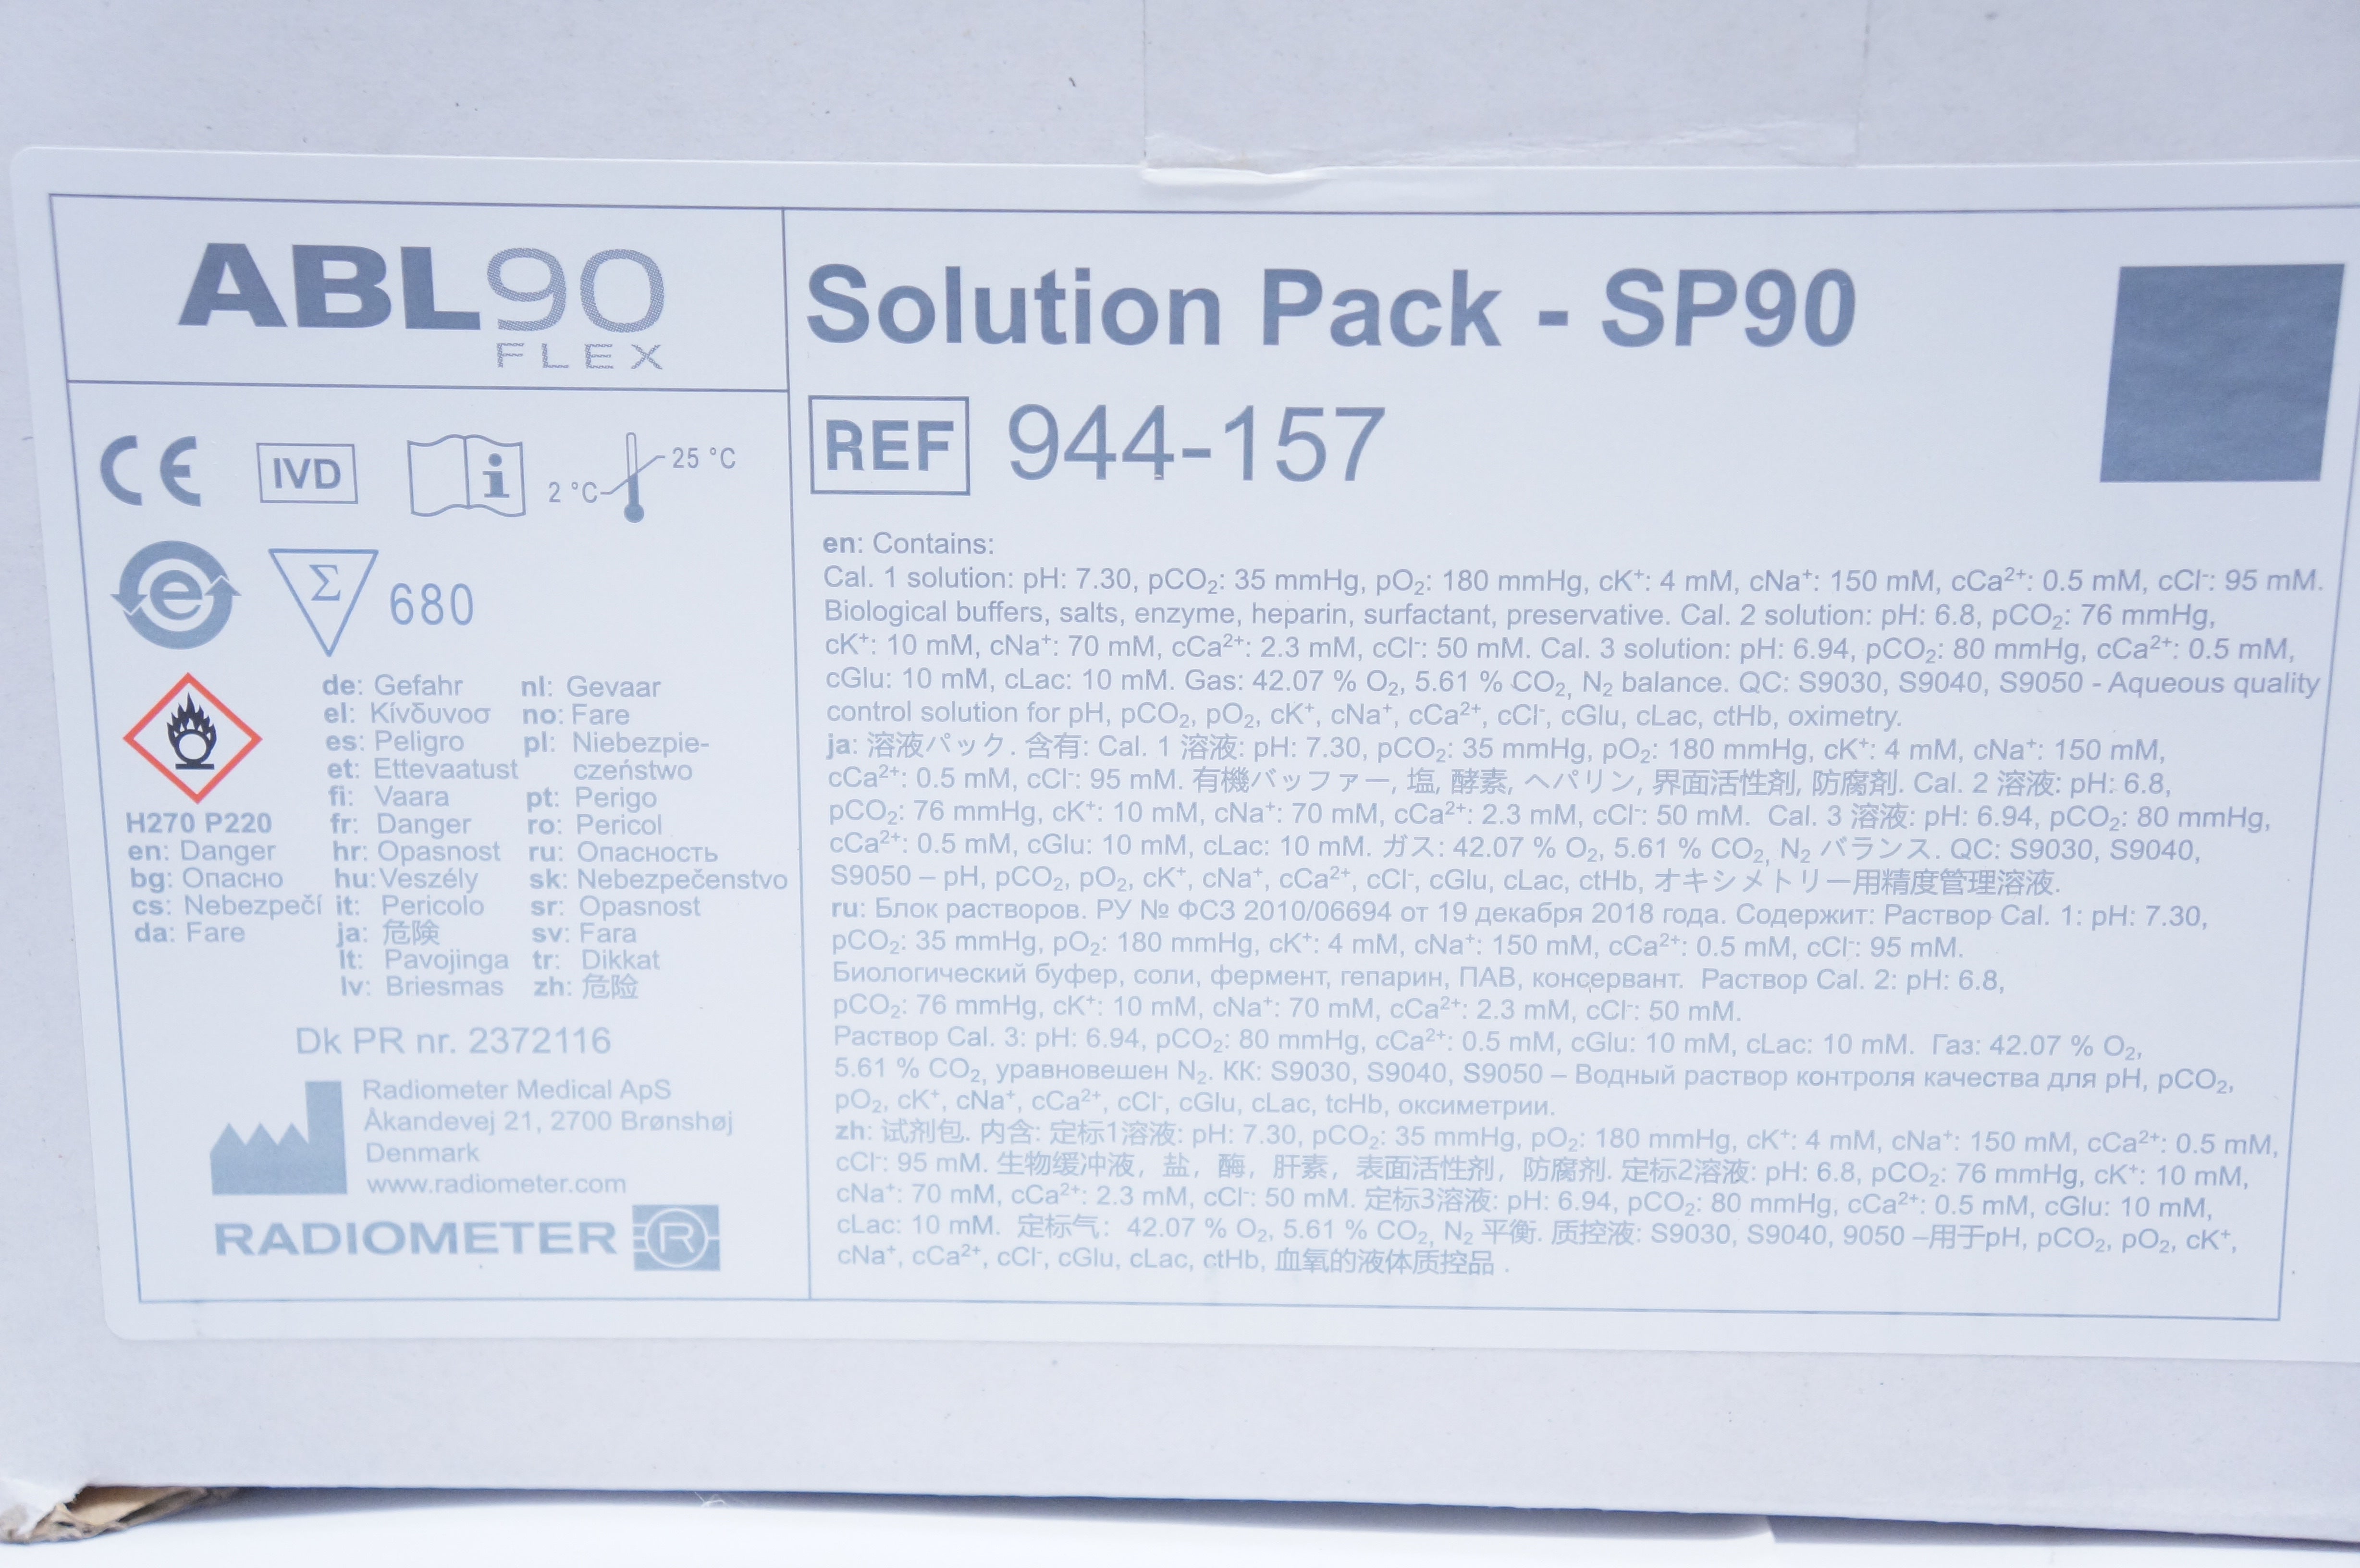 ABL90
FLEX
CE
IVD
i
2 °C
25 °C
e
Σ
680
H270 P220
en: Danger
bg: Опасно
cs: Nebezpečí
da: Fare
de: Gefahr
el: Κίνδυνοσ
es: Peligro
et: Ettevaatust
fi: Vaara
fr: Danger
hr: Opasnost
hu: Veszély
it: Pericolo
ja: 危険
lt: Pavojinga
lv: Briesmas
nl: Gevaar
no: Fare
pl: Niebezpie-
czeństwo
pt: Perigo
ro: Pericol
ru: Опасность
sk: Nebezpečenstvo
sr: Opasnost
sv: Fara
tr: Dikkat
zh: 危险
Dk PR nr. 2372116
Radiometer Medical ApS
Åkandevej 21, 2700 Brønshøj
Denmark
www.radiometer.com
RADIOMETER R
Solution Pack - SP90
REF 944-157
en: Contains:
Cal. 1 solution: pH: 7.30, pCO₂: 35 mmHg, pO₂: 180 mmHg, cK⁺: 4 mM, cNa⁺: 150 mM, cCa²⁺: 0.5 mM, cCl⁻: 95 mM.
Biological buffers, salts, enzyme, heparin, surfactant, preservative. Cal. 2 solution: pH: 6.8, pCO₂: 76 mmHg,
cK⁺: 10 mM, cNa⁺: 70 mM, cCa²⁺: 2.3 mM, cCl⁻: 50 mM. Cal. 3 solution: pH: 6.94, pCO₂: 80 mmHg, cCa²⁺: 0.5 mM,
cGlu: 10 mM, cLac: 10 mM. Gas: 42.07 % O₂, 5.61 % CO₂, N₂ balance. QC: S9030, S9040, S9050 - Aqueous quality
control solution for pH, pCO₂, pO₂, cK⁺, cNa⁺, cCa²⁺, cCl⁻, cGlu, cLac, ctHb, oximetry.
ja: 溶液パック. 含有: Cal. 1 溶液: pH: 7.30, pCO₂: 35 mmHg, pO₂: 180 mmHg, cK⁺: 4 mM, cNa⁺: 150 mM,
cCa²⁺: 0.5 mM, cCl⁻: 95 mM. 有機バッファー, 塩, 酵素, ヘパリン, 界面活性剤, 防腐剤. Cal. 2 溶液: pH: 6.8,
pCO₂: 76 mmHg, cK⁺: 10 mM, cNa⁺: 70 mM, cCa²⁺: 2.3 mM, cCl⁻: 50 mM. Cal. 3 溶液: pH: 6.94, pCO₂: 80 mmHg,
cCa²⁺: 0.5 mM, cGlu: 10 mM, cLac: 10 mM. ガス: 42.07 % O₂, 5.61 % CO₂, N₂ バランス. QC: S9030, S9040,
S9050 – pH, pCO₂, pO₂, cK⁺, cNa⁺, cCa²⁺, cCl⁻, cGlu, cLac, ctHb, オキシメトリー用精度管理溶液.
ru: Блок растворов. РУ № ФСЗ 2010/06694 от 19 декабря 2018 года. Содержит: Раствор Cal. 1: pH: 7.30,
pCO₂: 35 mmHg, pO₂: 180 mmHg, cK⁺: 4 mM, cNa⁺: 150 mM, cCa²⁺: 0.5 mM, cCl⁻: 95 mM.
Биологический буфер, соли, фермент, гепарин, ПАВ, консервант. Раствор Cal. 2: pH: 6.8,
pCO₂: 76 mmHg, cK⁺: 10 mM, cNa⁺: 70 mM, cCa²⁺: 2.3 mM, cCl⁻: 50 mM.
Раствор Cal. 3: pH: 6.94, pCO₂: 80 mmHg, cCa²⁺: 0.5 mM, cGlu: 10 mM, cLac: 10 mM. Газ: 42.07 % O₂,
5.61 % CO₂, уравновешен N₂. КК: S9030, S9040, S9050 – Водный раствор контроля качества для pH, pCO₂,
pO₂, cK⁺, cNa⁺, cCa²⁺, cCl⁻, cGlu, cLac, tcHb, оксиметрии.
zh: 试剂包. 内含: 定标1溶液: pH: 7.30, pCO₂: 35 mmHg, pO₂: 180 mmHg, cK⁺: 4 mM, cNa⁺: 150 mM, cCa²⁺: 0.5 mM,
cCl⁻: 95 mM. 生物缓冲液，盐，酶，肝素，表面活性剂，防腐剂. 定标2溶液: pH: 6.8, pCO₂: 76 mmHg, cK⁺: 10 mM,
cNa⁺: 70 mM, cCa²⁺: 2.3 mM, cCl⁻: 50 mM. 定标3溶液: pH: 6.94, pCO₂: 80 mmHg, cCa²⁺: 0.5 mM, cGlu: 10 mM,
cLac: 10 mM. 定标气: 42.07 % O₂, 5.61 % CO₂, N₂ 平衡. 质控液: S9030, S9040, 9050 –用于pH, pCO₂, pO₂, cK⁺,
cNa⁺, cCa²⁺, cCl⁻, cGlu, cLac, ctHb, 血氧的液体质控品 .